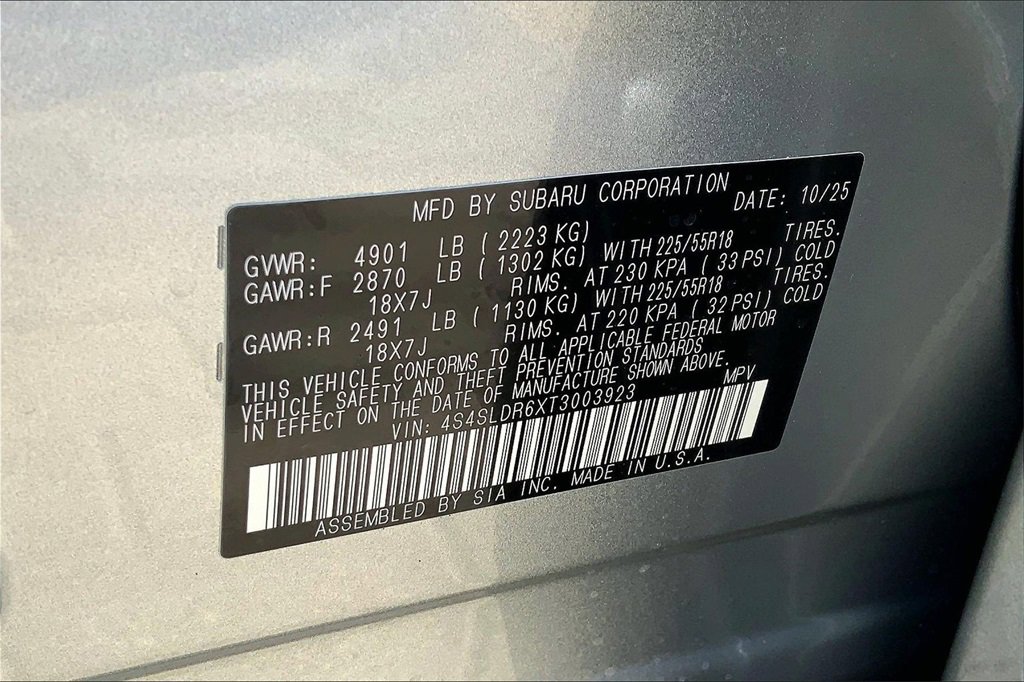 MFD BY SUBARU CORPORATION DATE: 10/25
GVWR: 4901 LB ( 2223 KG)
GAWR:F 2870 LB ( 1302 KG) WITH 225/55R18 TIRES.
18X7J RIMS. AT 230 KPA ( 33 PSI) COLD
GAWR:R 2491 LB ( 1130 KG) WITH 225/55R18 TIRES.
18X7J RIMS. AT 220 KPA ( 32 PSI) COLD
THIS VEHICLE CONFORMS TO ALL APPLICABLE FEDERAL MOTOR
VEHICLE SAFETY AND THEFT PREVENTION STANDARDS
IN EFFECT ON THE DATE OF MANUFACTURE SHOWN ABOVE.
VIN: 4S4SLDR6XT3003923 MPV
ASSEMBLED BY SIA INC. MADE IN U.S.A.